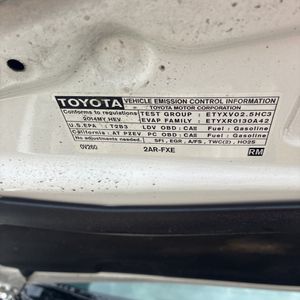 TOYOTA VEHICLE EMISSION CONTROL INFORMATION
TOYOTA MOTOR CORPORATION
Conforms to regulations TEST GROUP : ETYXV02.5HC3
2014MY,HEV EVAP FAMILY : ETYXR0130A42
U.S.EPA : T2B3 LDV OBD : CAE Fuel : Gasoline
California : AT PZEV PC OBD : CAE Fuel : Gasoline
No adjustments needed. SFI , EGR , A/FS , TWC(2) , HO2S
0V260 2AR-FXE RM